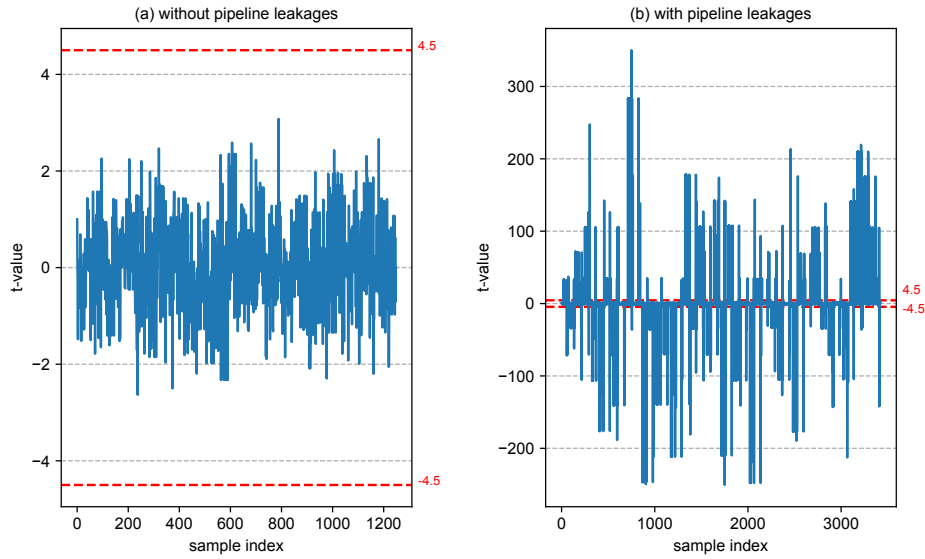 (a) without pipeline leakages
4.5
4
2
0
−2
−4
-4.5
t-value
0 200 400 600 800 1000 1200
sample index
(b) with pipeline leakages
300
200
100
0
−100
−200
4.5
-4.5
t-value
0 1000 2000 3000
sample index